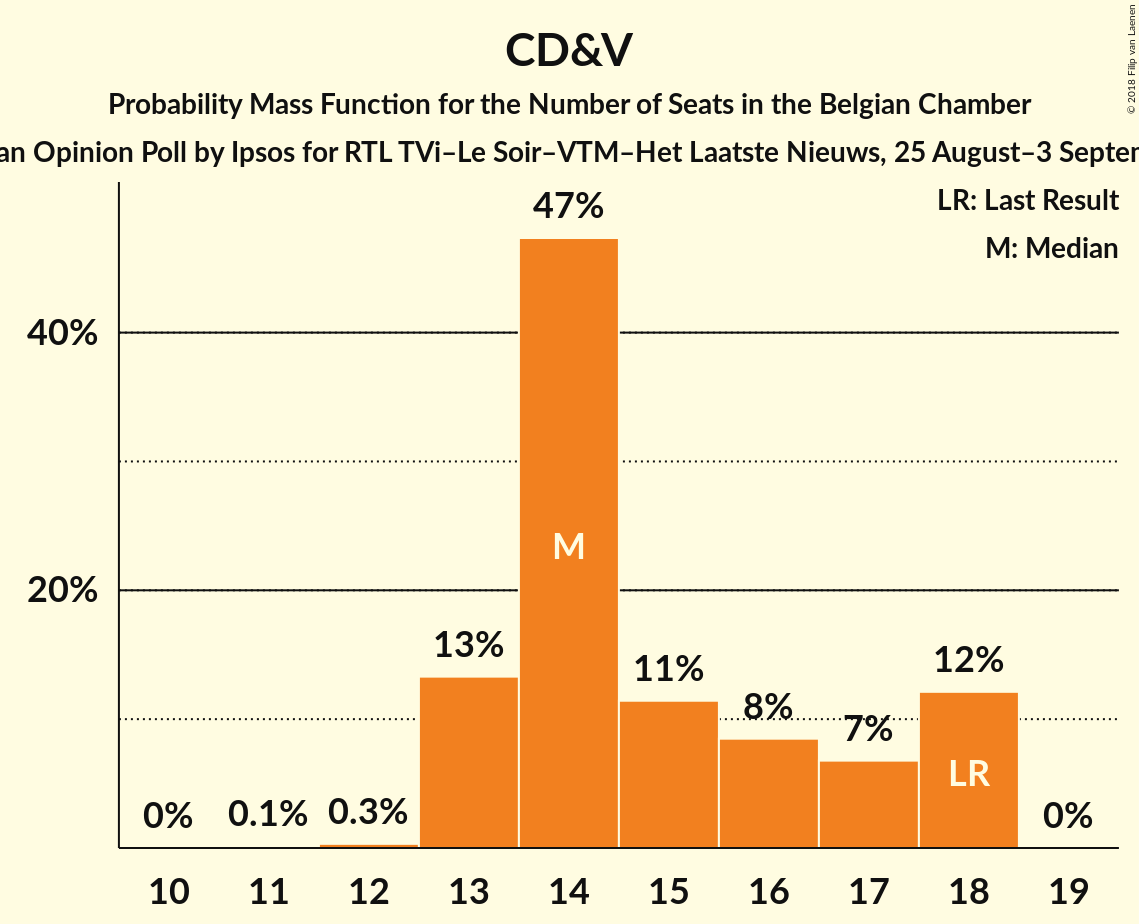 CD&V
Probability Mass Function for the Number of Seats in the Belgian Chamber
an Opinion Poll by Ipsos for RTL TVi–Le Soir–VTM–Het Laatste Nieuws, 25 August–3
LR: Last Result
M: Median
47%
40%
M
20%
13%
11%
12%
8%
7%
LR
0%
0.1%
0.3%
0%
10 11 12 13 14 15 16 17 18 19
© 2018 Filip van Laenen